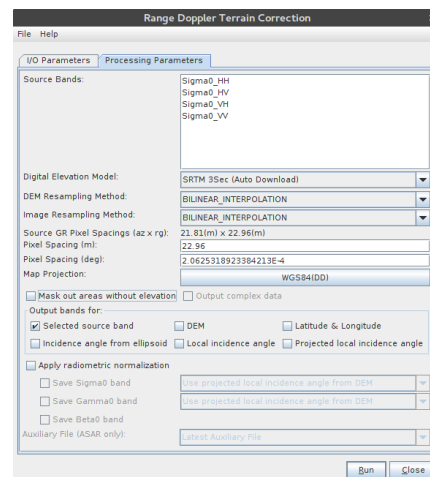 Range Doppler Terrain Correction
File Help
I/O Parameters Processing Parameters
Source Bands:
Sigma0_HH
Sigma0_HV
Sigma0_VH
Sigma0_VV
Digital Elevation Model: SRTM 3Sec (Auto Download)
DEM Resampling Method: BILINEAR_INTERPOLATION
Image Resampling Method: BILINEAR_INTERPOLATION
Source GR Pixel Spacings (az x rg): 21.81(m) x 22.96(m)
Pixel Spacing (m): 22.96
Pixel Spacing (deg): 2.0625318923384213E-4
Map Projection: WGS84(DD)
Mask out areas without elevation Output complex data
Output bands for:
Selected source band DEM Latitude & Longitude
Incidence angle from ellipsoid Local incidence angle Projected local incidence angle
Apply radiometric normalization
Save Sigma0 band Use projected local incidence angle from DEM
Save Gamma0 band Use projected local incidence angle from DEM
Save Beta0 band
Auxiliary File (ASAR only): Latest Auxiliary File
Run Close